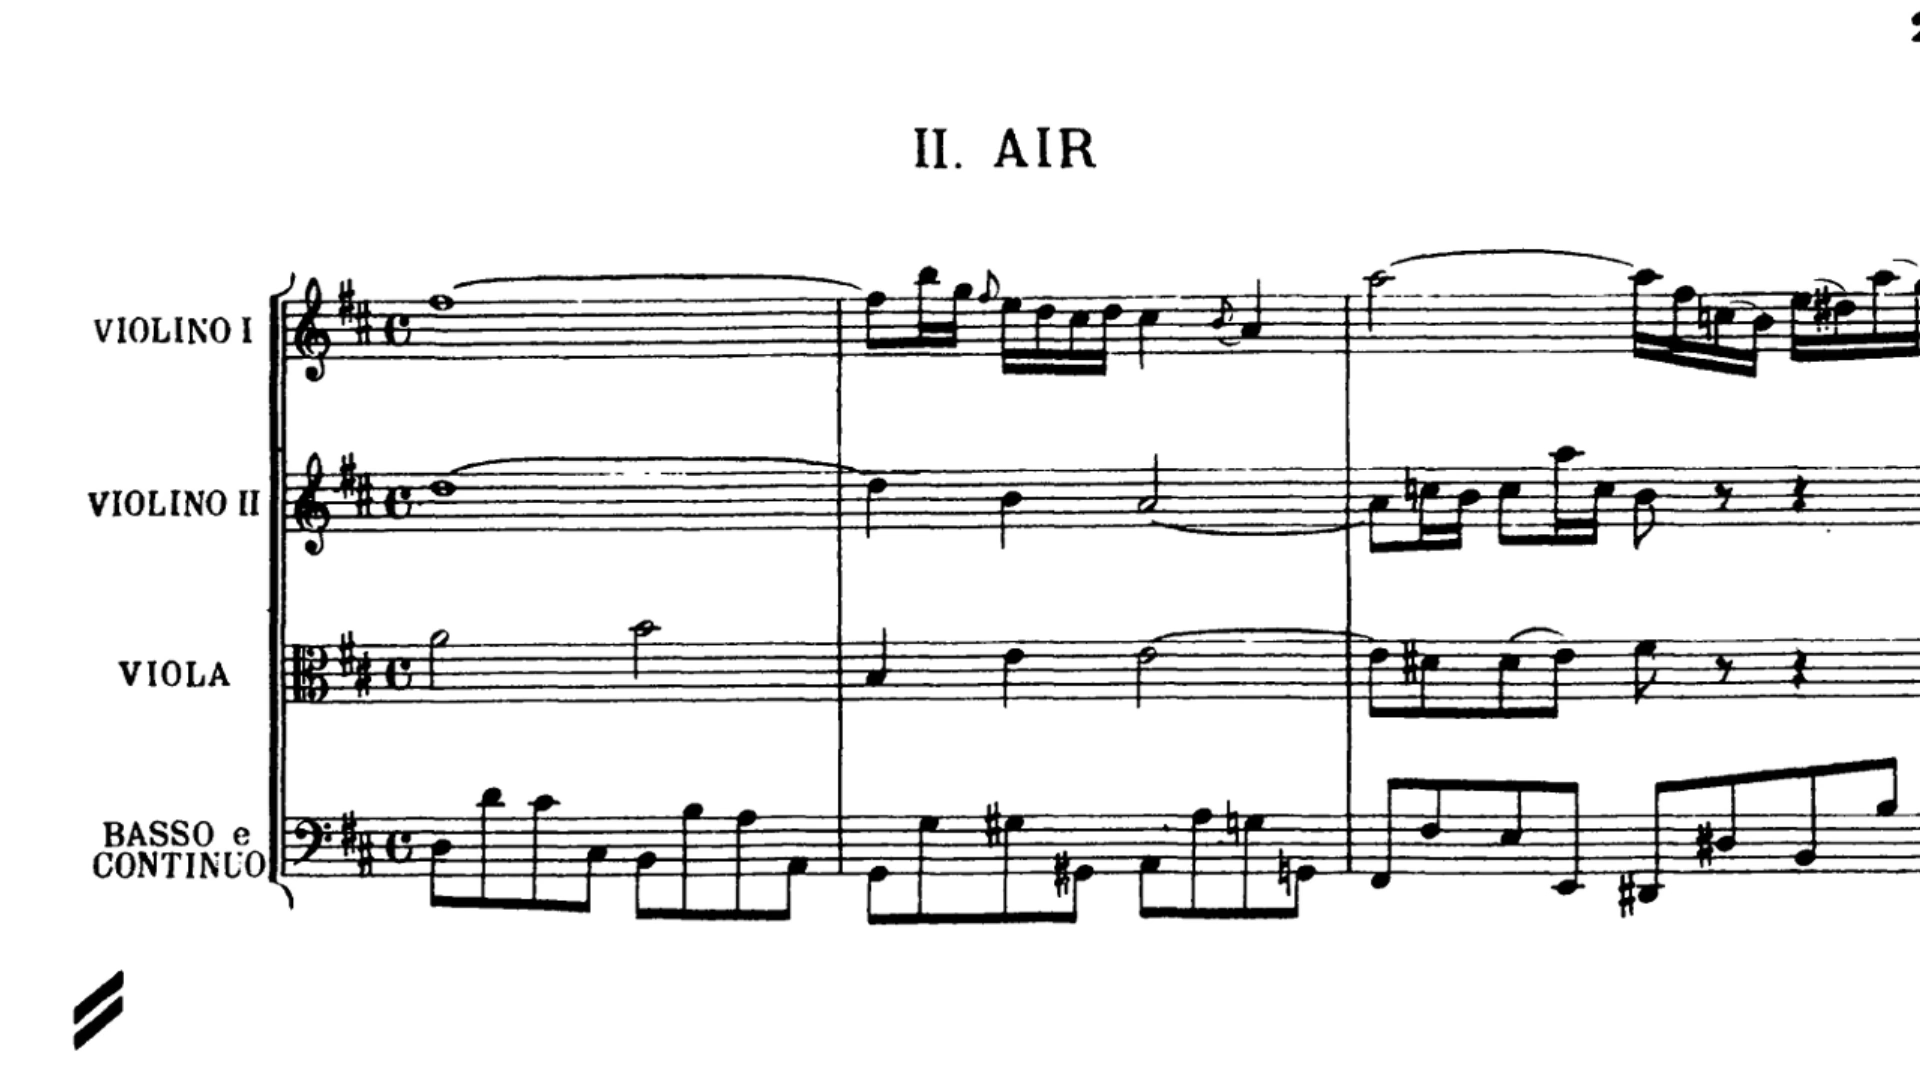 II. AIR
VIOLINO I
VIOLINO II
VIOLA
BASSO e
CONTINUO